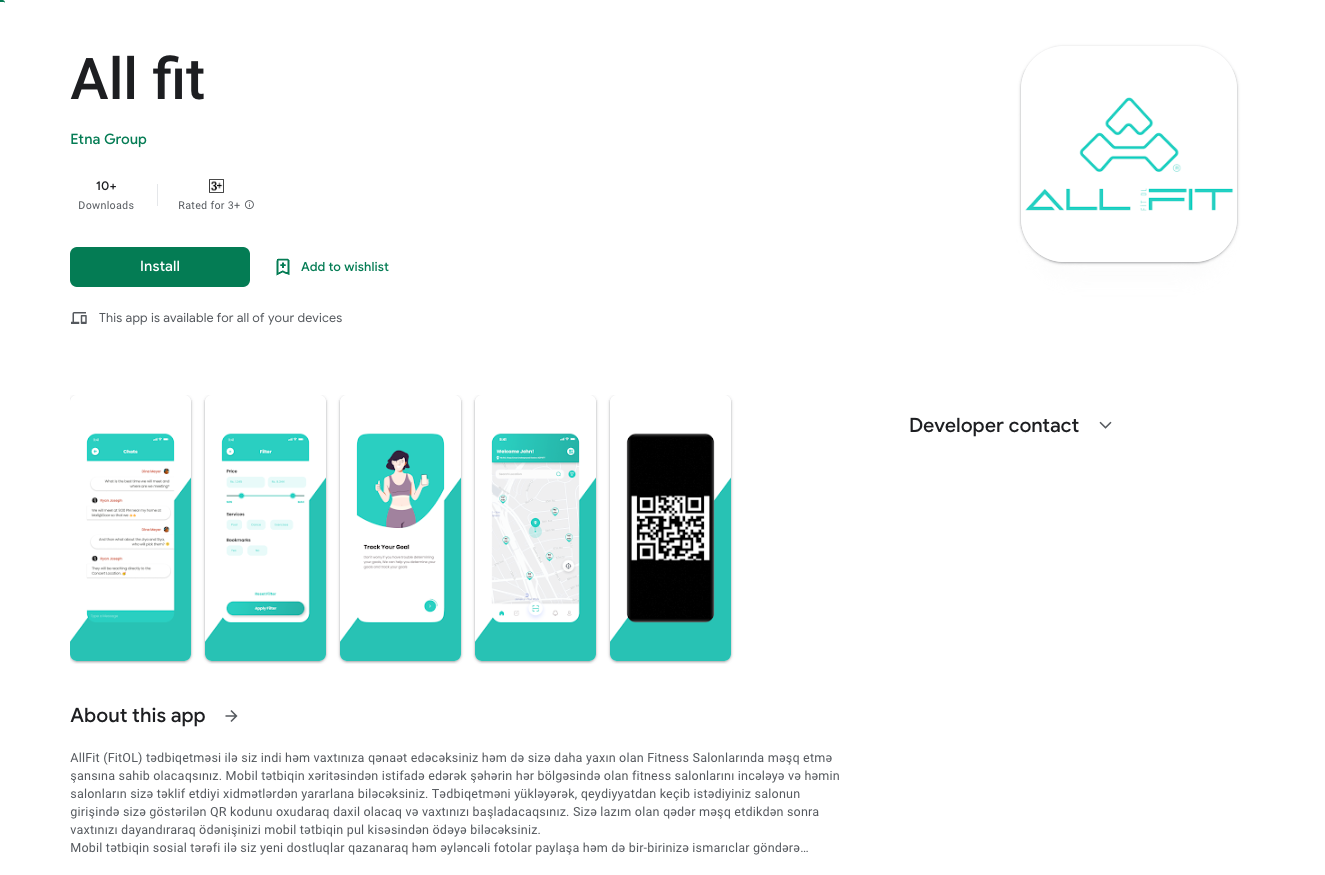 All fit
Etna Group
10+
Downloads
3+
Rated for 3+
Install
Add to wishlist
This app is available for all of your devices
ALL FIT
Chats
Filter
Price
Services
Bookmarks
Apply Filter
Track Your Goal
Welcome John!
Developer contact
About this app
AllFit (FitOL) tədbiqetməsi ilə siz indi həm vaxtınıza qənaət edəcəksiniz həm də sizə daha yaxın olan Fitness Salonlarında məşq etmə
şansına sahib olacaqsınız. Mobil tətbiqin xəritəsindən istifadə edərək şəhərin hər bölgəsində olan fitness salonlarını incələyə və həmin
salonların sizə təklif etdiyi xidmətlərdən yararlana biləcəksiniz. Tədbiqetməni yükləyərək, qeydiyyatdan keçib istədiyiniz salonun
girişində sizə göstərilən QR kodunu oxudaraq daxil olacaq və vaxtınızı başladacaqsınız. Sizə lazım olan qədər məşq etdikdən sonra
vaxtınızı dayandıraraq ödənişinizi mobil tətbiqin pul kisəsindən ödəyə biləcəksiniz.
Mobil tətbiqin sosial tərəfi ilə siz yeni dostluqlar qazanaraq həm əyləncəli fotolar paylaşa həm də bir-birinizə ismarıclar göndərə…